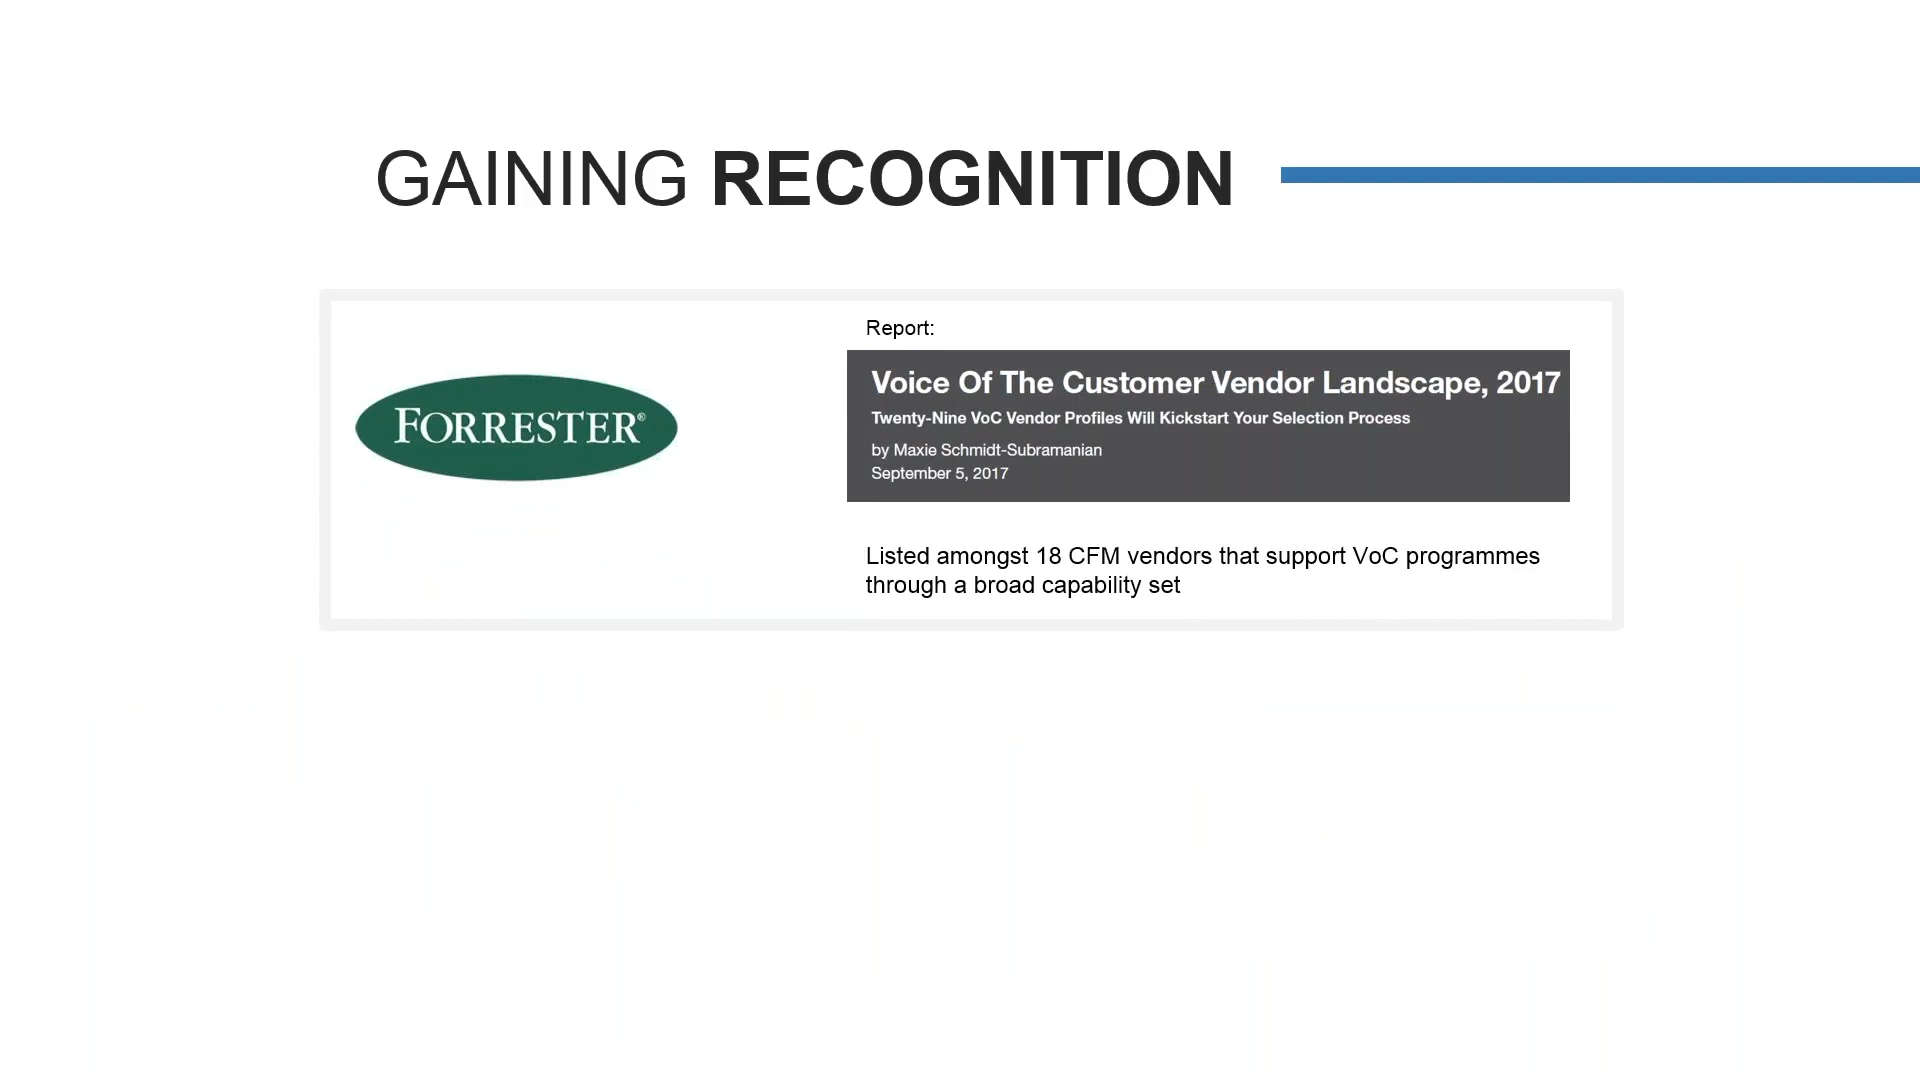 GAINING RECOGNITION
FORRESTER®
Report:
Voice Of The Customer Vendor Landscape, 2017
Twenty-Nine VoC Vendor Profiles Will Kickstart Your Selection Process
by Maxie Schmidt-Subramanian
September 5, 2017
Listed amongst 18 CFM vendors that support VoC programmes
through a broad capability set